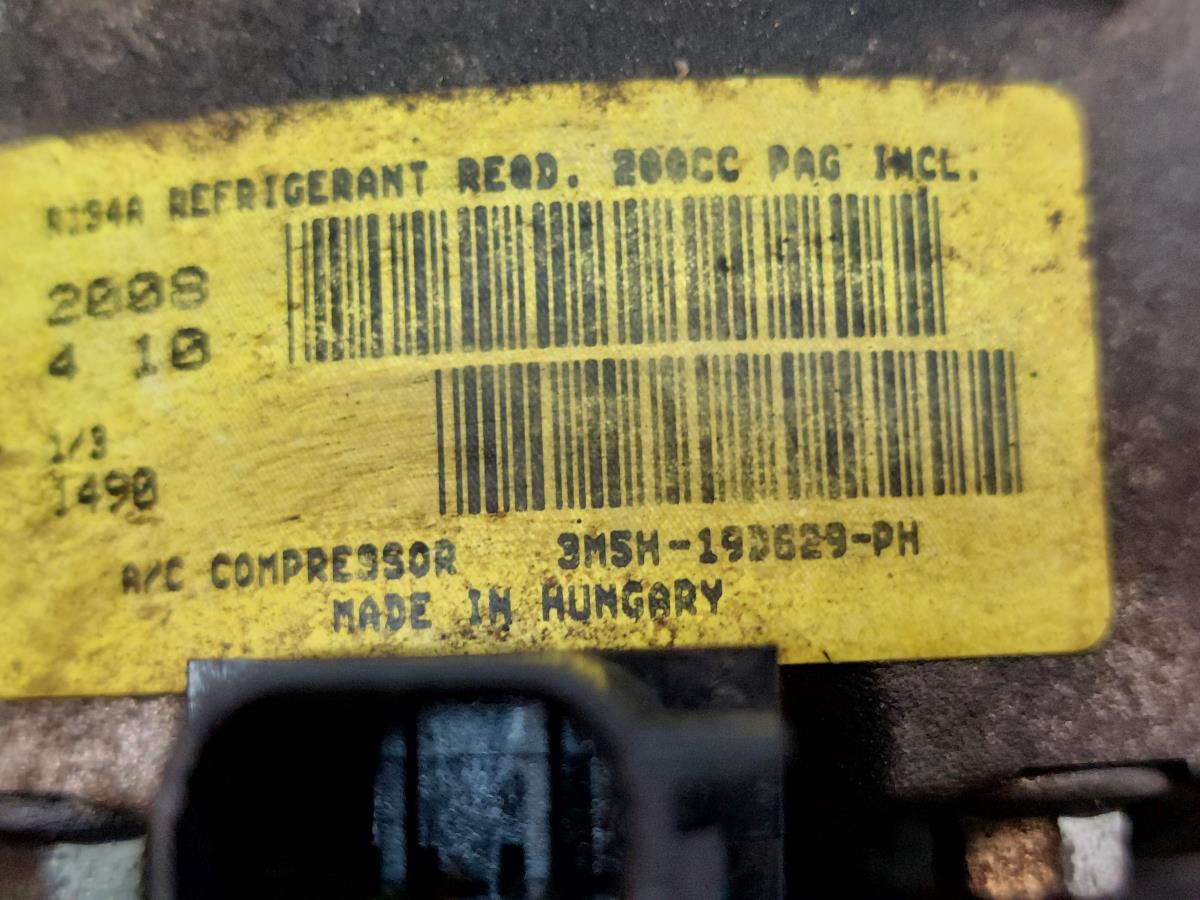 R134A REFRIGERANT REQD. 200CC PAG INCL.
2008
4 10
1/3
1490
A/C COMPRESSOR 3M5H-19D629-PH
MADE IN HUNGARY